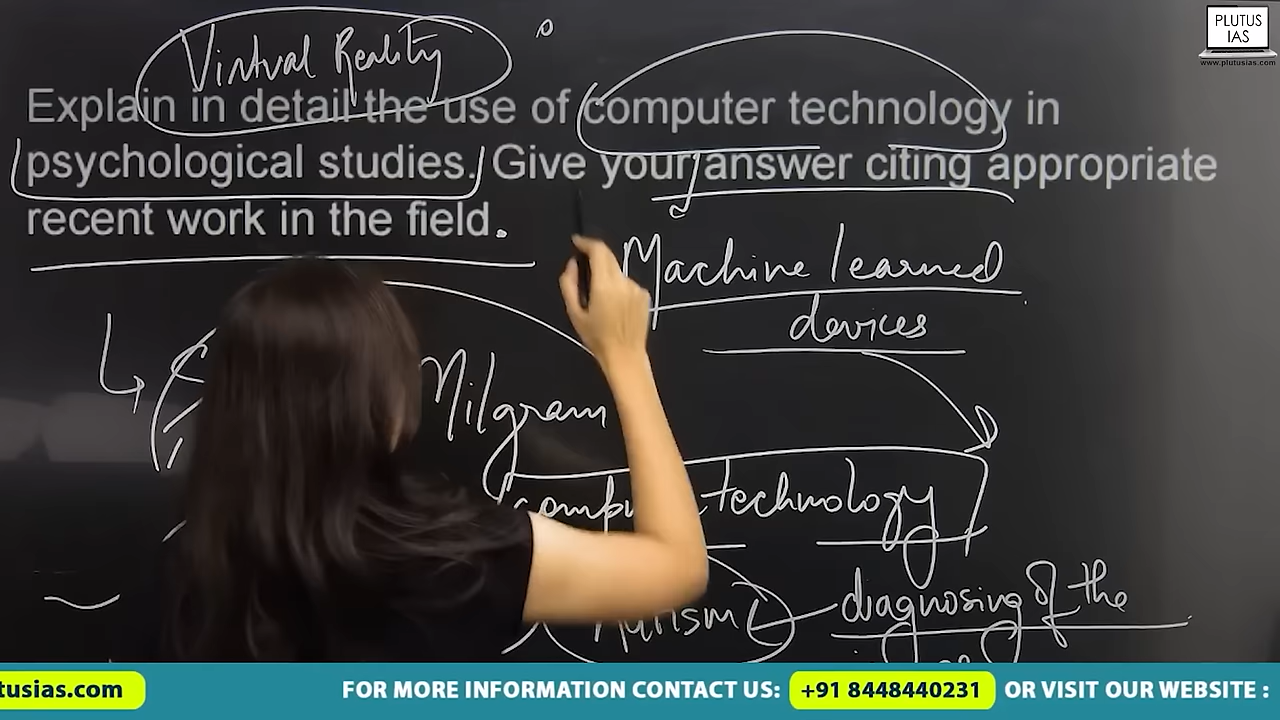 Virtual Reality
PLUTUS
IAS
www.plutusias.com
Explain in detail the use of computer technology in
psychological studies. Give your answer citing appropriate
recent work in the field.
Machine learned
devices
Milgram
technology
Autism
diagnosing of the
tusias.com
FOR MORE INFORMATION CONTACT US:
+91 8448440231
OR VISIT OUR WEBSITE :